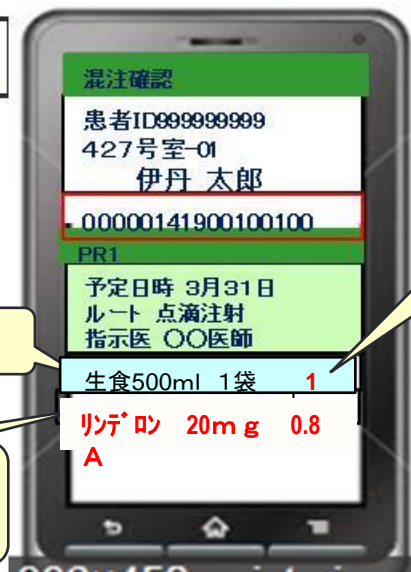 混注確認
患者ID999999999
427号室-01
伊丹 太郎
00000141900100100
PR1
予定日時 3月31日
ルート 点滴注射
指示医 〇〇医師
生食500ml 1袋 1
リンデロン 20mg 0.8
A